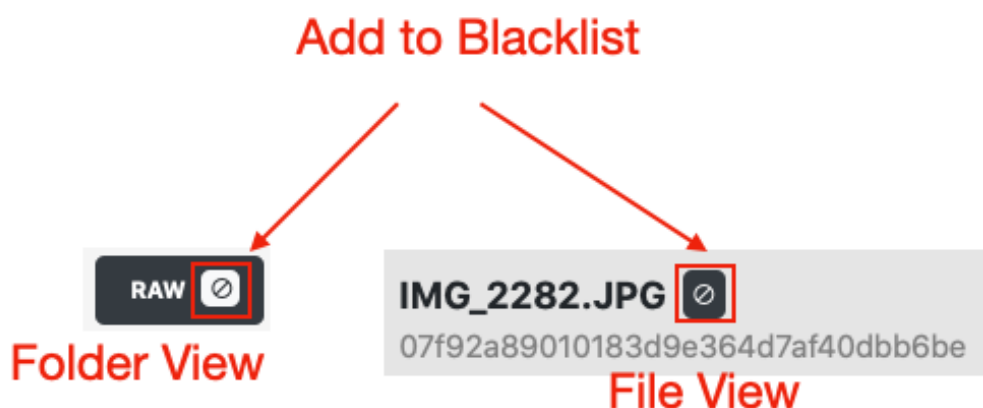 Add to Blacklist
RAW
IMG_2282.JPG
07f92a89010183d9e364d7af40dbb6be
Folder View
File View